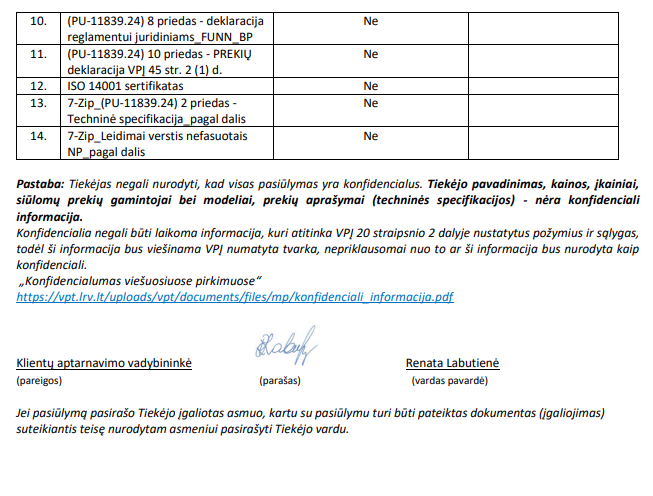 10. (PU-11839.24) 8 priedas - deklaracija Ne
reglamentui juridiniams_FUNN_BP
11. (PU-11839.24) 10 priedas - PREKIŲ Ne
deklaracija VPĮ 45 str. 2 (1) d.
12. ISO 14001 sertifikatas Ne
13. 7-Zip_(PU-11839.24) 2 priedas - Ne
Techninė specifikacija_pagal dalis
14. 7-Zip_Leidimai verstis nefasuotais Ne
NP_pagal dalis
Pastaba: Tiekėjas negali nurodyti, kad visas pasiūlymas yra konfidencialus. Tiekėjo pavadinimas, kainos, įkainiai,
siūlomų prekių gamintojai bei modeliai, prekių aprašymai (techninės specifikacijos) - nėra konfidenciali
informacija.
Konfidencialia negali būti laikoma informacija, kuri atitinka VPĮ 20 straipsnio 2 dalyje nustatytus požymius ir sąlygas,
todėl ši informacija bus viešinama VPĮ numatyta tvarka, nepriklausomai nuo to ar ši informacija bus nurodyta kaip
konfidenciali.
„Konfidencialumas viešuosiuose pirkimuose“
https://vpt.lrv.lt/uploads/vpt/documents/files/mp/konfidenciali_informacija.pdf
Klientų aptarnavimo vadybininkė Renata Labutienė
(pareigos) (parašas) (vardas pavardė)
Jei pasiūlymą pasirašo Tiekėjo įgaliotas asmuo, kartu su pasiūlymu turi būti pateiktas dokumentas (įgaliojimas)
suteikiantis teisę nurodytam asmeniui pasirašyti Tiekėjo vardu.